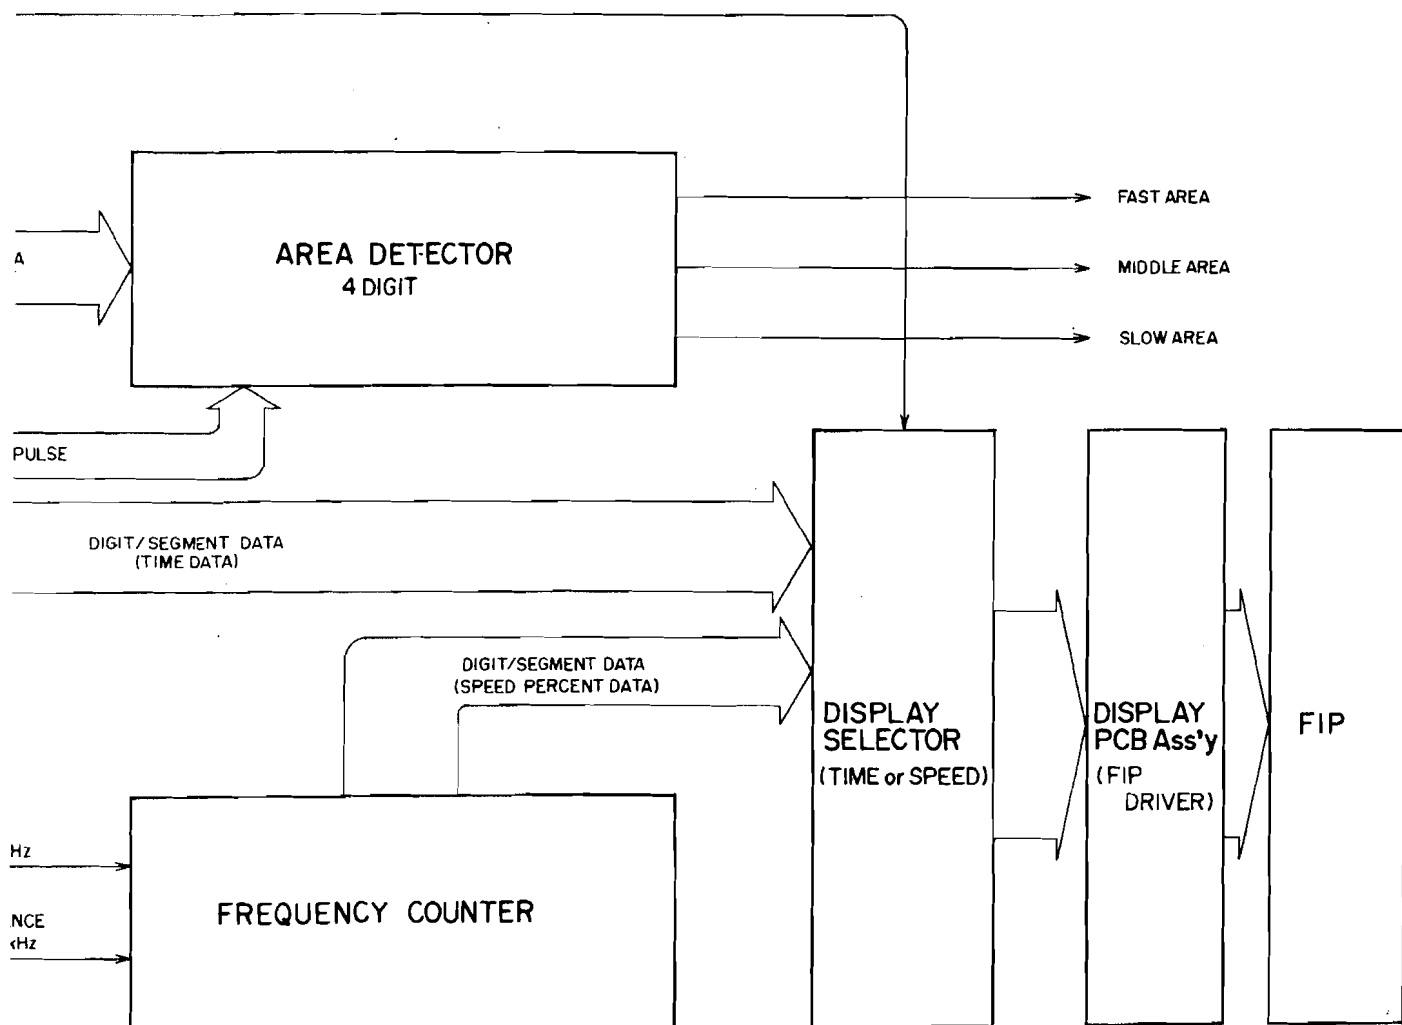 FAST AREA
AREA DETECTOR
4 DIGIT
A
MIDDLE AREA
SLOW AREA
PULSE
DIGIT/SEGMENT DATA
(TIME DATA)
DIGIT/SEGMENT DATA
(SPEED PERCENT DATA)
DISPLAY
SELECTOR
(TIME or SPEED)
DISPLAY
PCB Ass'y
(FIP
DRIVER)
FIP
Hz
FREQUENCY COUNTER
NCE
kHz